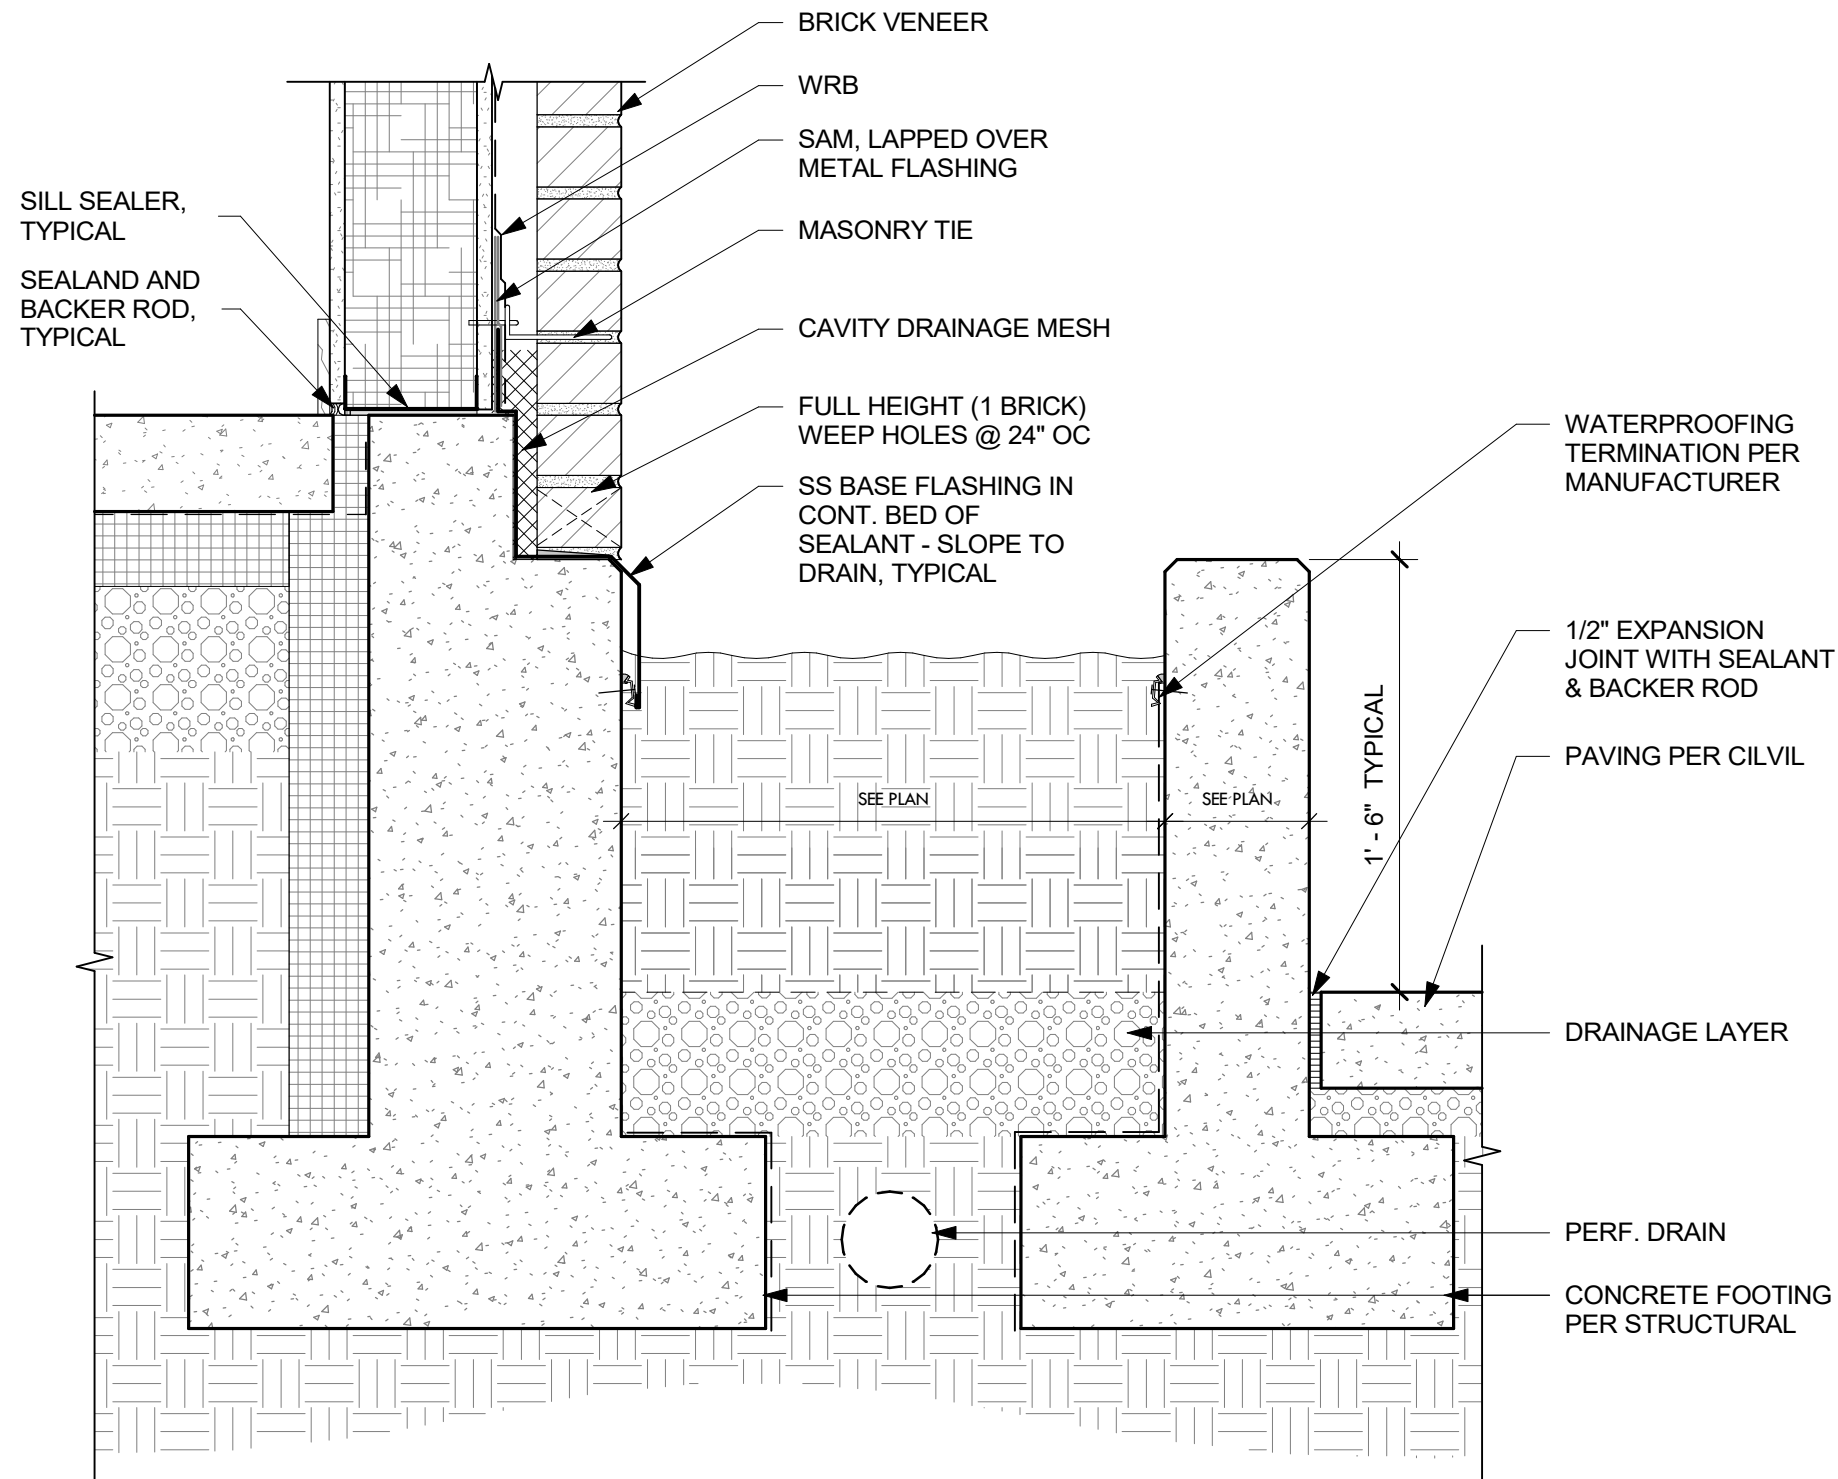 BRICK VENEER
WRB
SAM, LAPPED OVER
METAL FLASHING
MASONRY TIE
CAVITY DRAINAGE MESH
FULL HEIGHT (1 BRICK)
WEEP HOLES @ 24" OC
SS BASE FLASHING IN
CONT. BED OF
SEALANT - SLOPE TO
DRAIN, TYPICAL
SILL SEALER,
TYPICAL
SEALAND AND
BACKER ROD,
TYPICAL
WATERPROOFING
TERMINATION PER
MANUFACTURER
1/2" EXPANSION
JOINT WITH SEALANT
& BACKER ROD
PAVING PER CILVIL
1' - 6" TYPICAL
SEE PLAN
SEE PLAN
DRAINAGE LAYER
PERF. DRAIN
CONCRETE FOOTING
PER STRUCTURAL